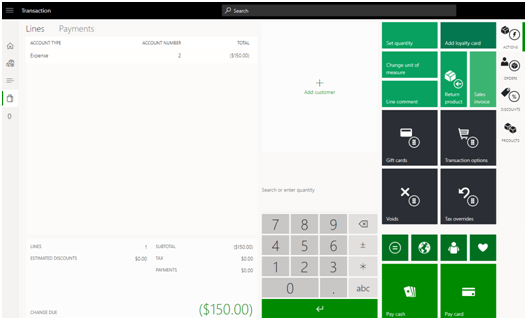 Transaction
Search
Lines Payments
ACCOUNT TYPE ACCOUNT NUMBER TOTAL
Expense 2 ($150.00)
Add customer
Search or enter quantity
7 8 9
4 5 6 ±
1 2 3 *
0 . abc
LINES 1 SUBTOTAL ($150.00)
ESTIMATED DISCOUNTS $0.00 TAX $0.00
PAYMENTS $0.00
CHANGE DUE ($150.00)
Set quantity
Add loyalty card
Change unit of
measure
Line comment
Return
product
Sales
invoice
Gift cards
Transaction options
Voids
Tax overrides
Pay cash
Pay card
ACTIONS
ORDERS
DISCOUNTS
PRODUCTS
0